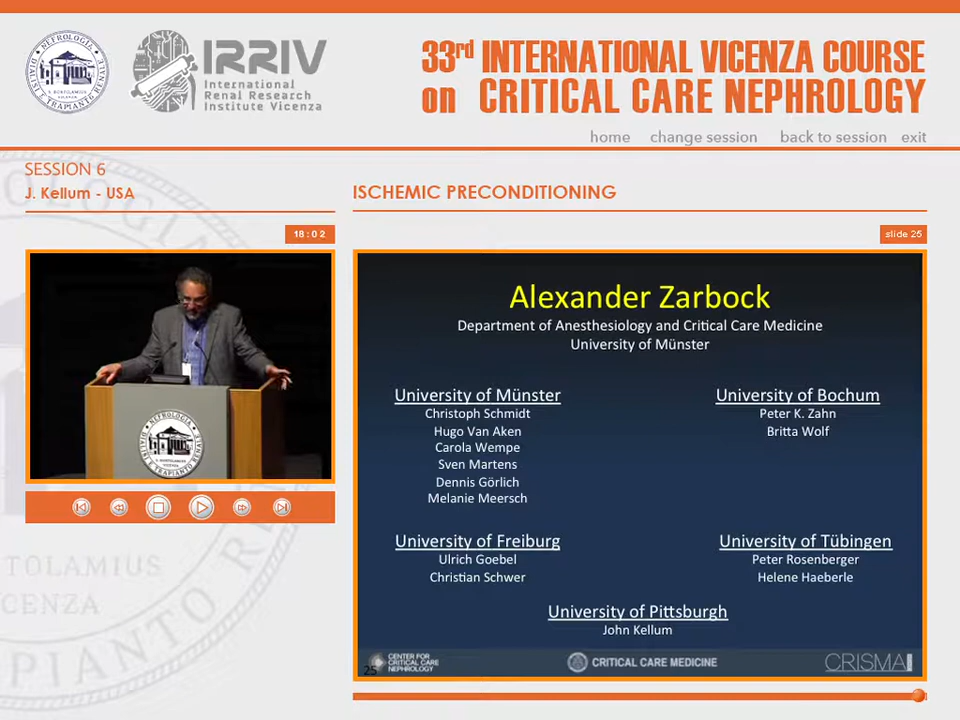 IRRIV
International
Renal Research
Institute Vicenza
33rd INTERNATIONAL VICENZA COURSE
on CRITICAL CARE NEPHROLOGY
home change session back to session exit
SESSION 6
J. Kellum - USA
ISCHEMIC PRECONDITIONING
18:02
slide 25
Alexander Zarbock
Department of Anesthesiology and Critical Care Medicine
University of Münster
University of Münster
Christoph Schmidt
Hugo Van Aken
Carola Wempe
Sven Martens
Dennis Görlich
Melanie Meersch
University of Bochum
Peter K. Zahn
Britta Wolf
University of Freiburg
Ulrich Goebel
Christian Schwer
University of Tübingen
Peter Rosenberger
Helene Haeberle
University of Pittsburgh
John Kellum
25
CENTER FOR
CRITICAL CARE
NEPHROLOGY
CRITICAL CARE MEDICINE
CRISMA